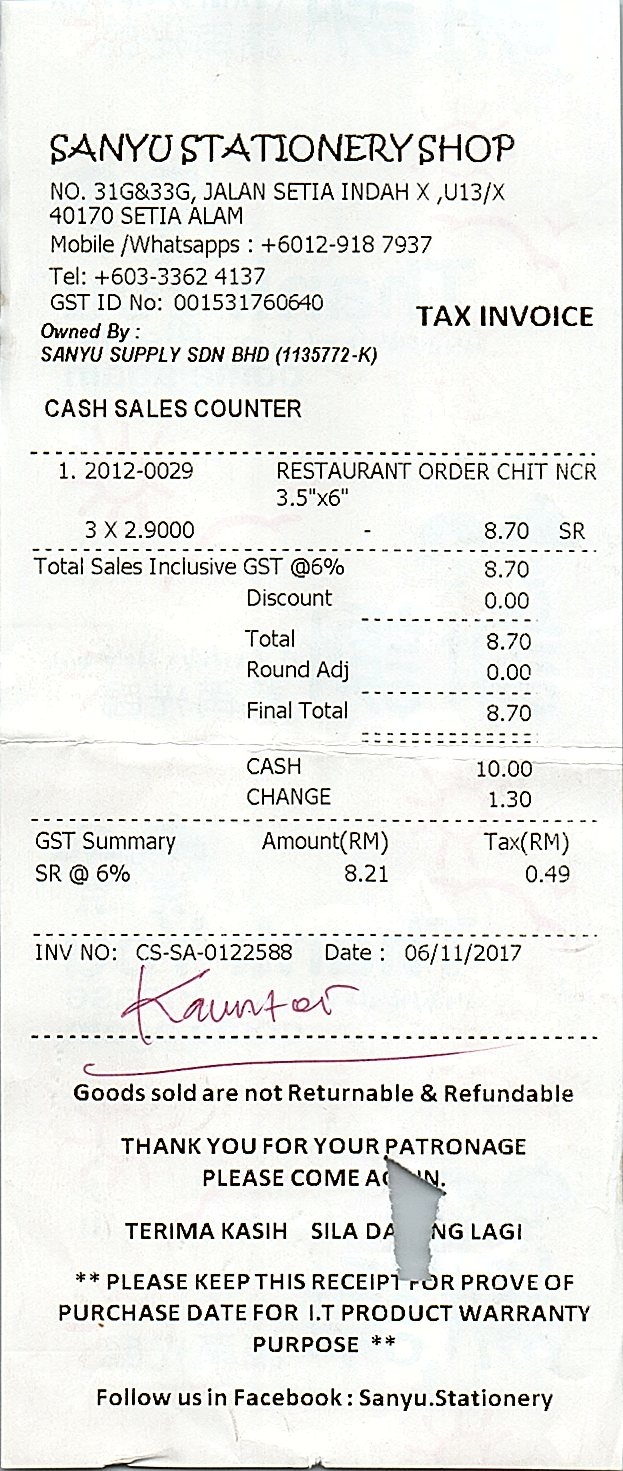 SANYU STATIONERY SHOP
NO. 31G&33G, JALAN SETIA INDAH X ,U13/X
40170 SETIA ALAM
Mobile /Whatsapps : +6012-918 7937
Tel: +603-3362 4137
GST ID No: 001531760640
TAX INVOICE
Owned By :
SANYU SUPPLY SDN BHD (1135772-K)
CASH SALES COUNTER
1. 2012-0029 RESTAURANT ORDER CHIT NCR
3.5"x6"
3 X 2.9000 - 8.70 SR
Total Sales Inclusive GST @6% 8.70
Discount 0.00
Total 8.70
Round Adj 0.00
Final Total 8.70
CASH 10.00
CHANGE 1.30
GST Summary Amount(RM) Tax(RM)
SR @ 6% 8.21 0.49
INV NO: CS-SA-0122588 Date : 06/11/2017
Kaunter
Goods sold are not Returnable & Refundable
THANK YOU FOR YOUR PATRONAGE
PLEASE COME
TERIMA KASIH SILA LAGI
** PLEASE KEEP THIS RECEIPT FOR PROVE OF
PURCHASE DATE FOR I.T PRODUCT WARRANTY
PURPOSE **
Follow us in Facebook : Sanyu.Stationery